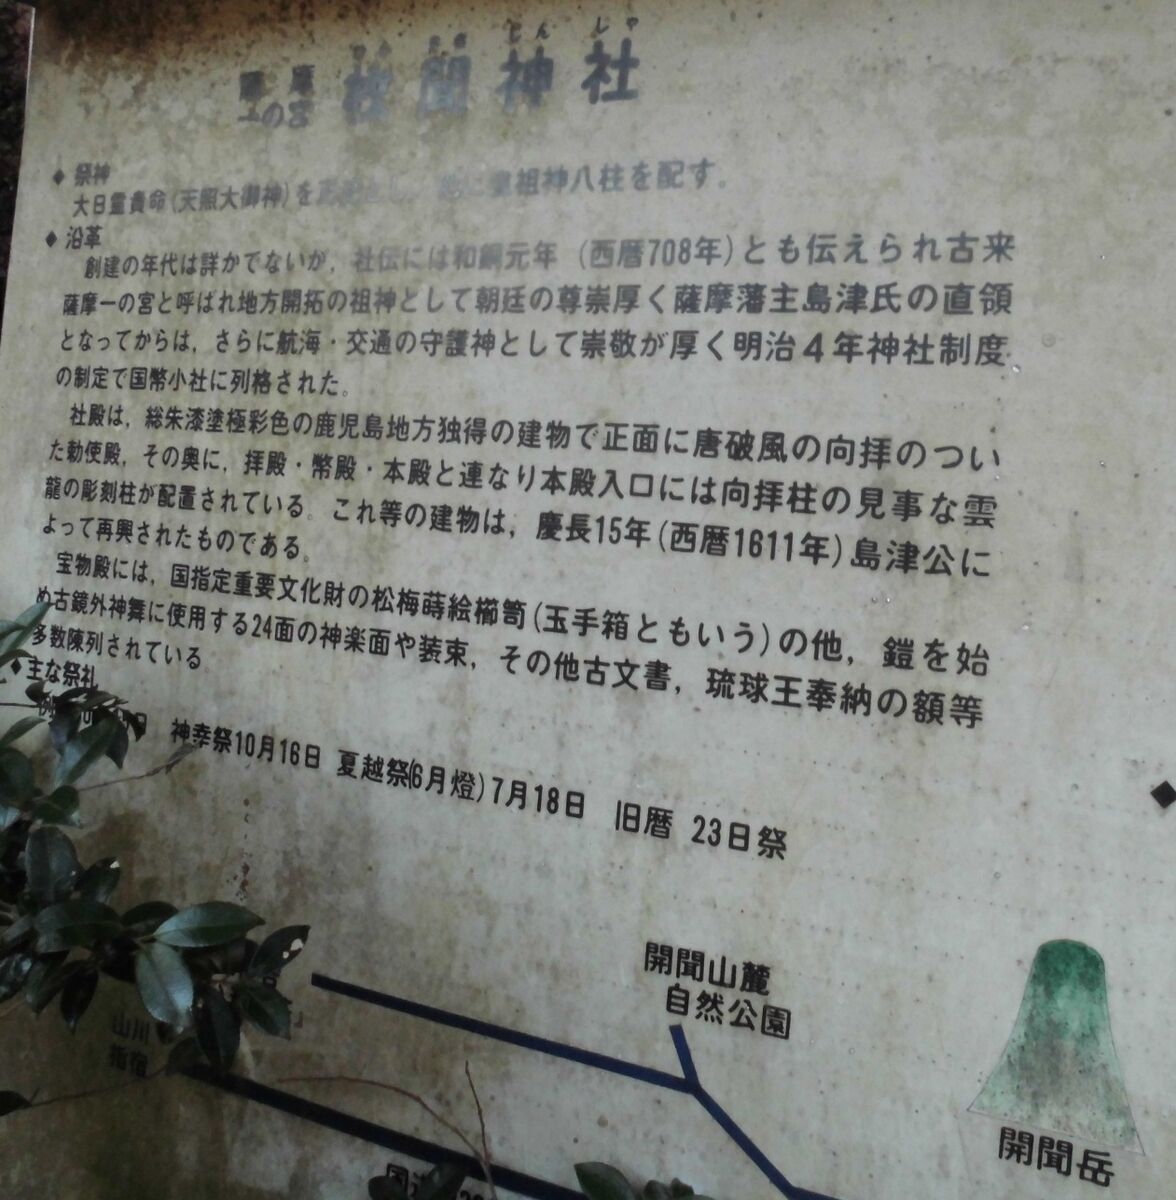 じんじゃ
一の宮 枚聞神社
◆ 祭神
大日霊貴命(天照大御神)を 皇祖神八柱を配す。
◆ 沿革
創建の年代は詳かでないが，社伝には和銅元年 (西暦708年)とも伝えられ古来
薩摩一の宮と呼ばれ地方開拓の祖神として朝廷の尊崇厚く薩摩藩主島津氏の直領
となってからは，さらに航海・交通の守護神として崇敬が厚く明治4年神社制度
の制定で国幣小社に列格された。
社殿は，総朱漆塗極彩色の鹿児島地方独得の建物で正面に唐破風の向拝のつい
た勅使殿，その奥に，拝殿・幣殿・本殿と連なり本殿入口には向拝柱の見事な雲
龍の彫刻柱が配置されている。これ等の建物は，慶長15年(西暦1611年)島津公に
よって再興されたものである。
宝物殿には，国指定重要文化財の松梅蒔絵櫛笥(玉手箱ともいう)の他，鎧を始
め古鏡外神舞に使用する24面の神楽面や装束，その他古文書，琉球王奉納の額等
多数陳列されている
◆ 主な祭礼
日 神幸祭10月16日 夏越祭(6月燈)7月18日 旧暦 23日祭
◆
開聞山麓
自然公園
山川
指宿
開聞岳